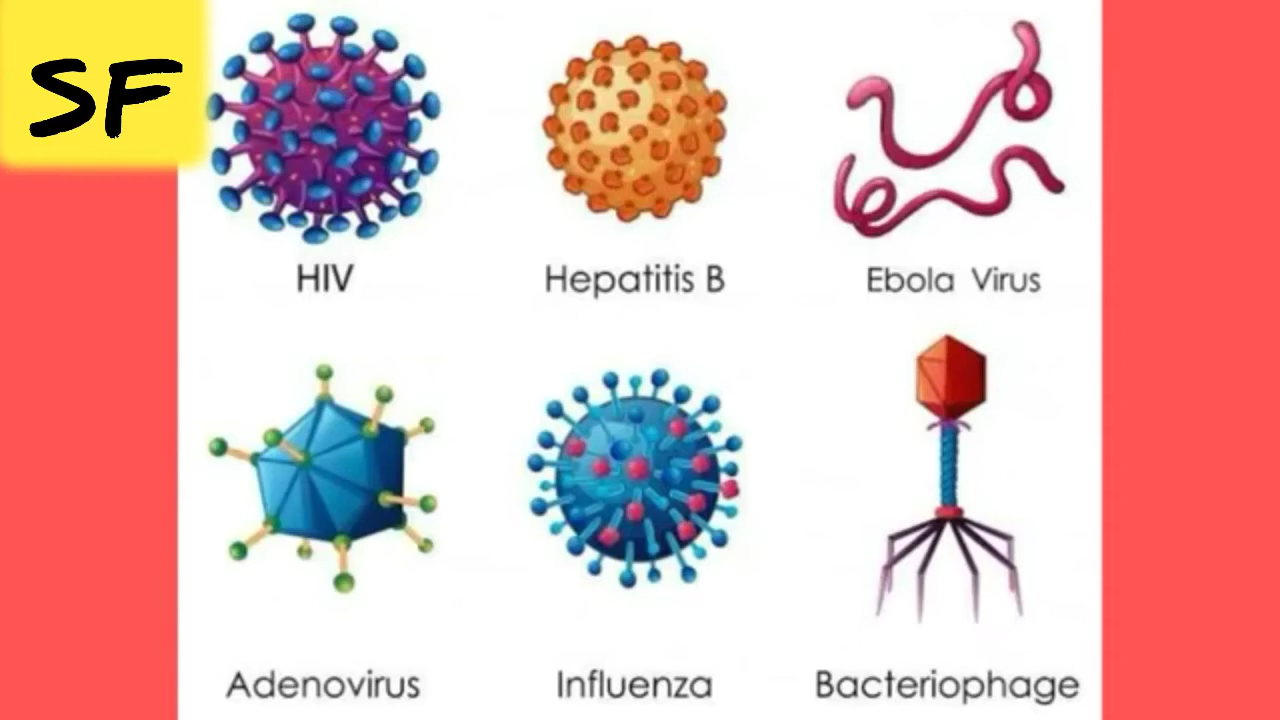 SF
HIV
Hepatitis B
Ebola Virus
Adenovirus
Influenza
Bacteriophage